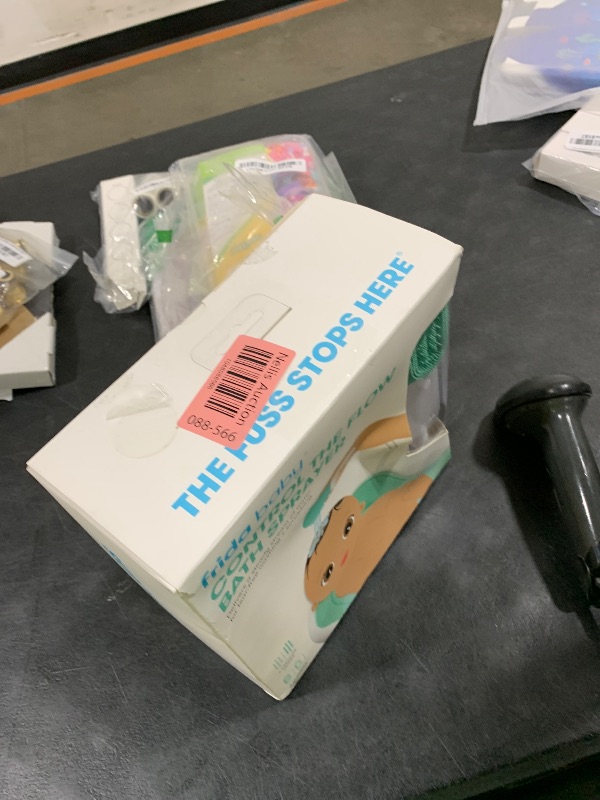 THE FUSS STOPS HERE®
Nellis Auction
088-566
frida baby
CONTROL THE FLOW
BATH SPRAYER